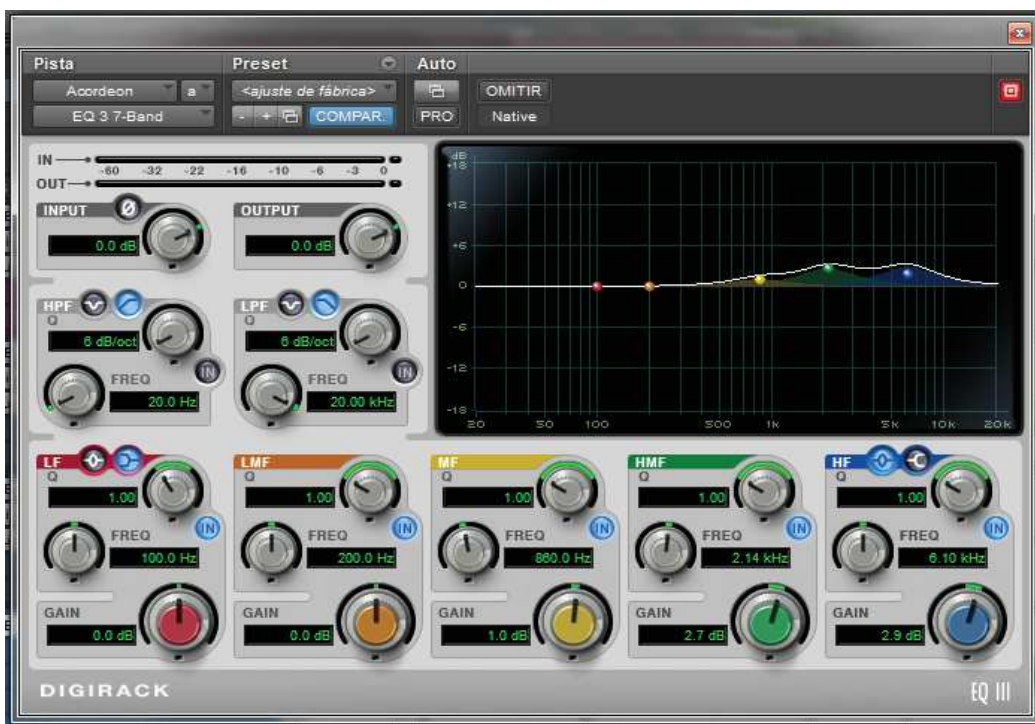 Pista Preset Auto
Acordeon a <ajuste de fábrica> OMITIR
EQ 3 7-Band - + COMPAR. PRO Native
IN
-60 -32 -22 -16 -10 -6 -3 0
OUT
INPUT Ø OUTPUT
0.0 dB 0.0 dB
HPF LPF
Q Q
6 dB/oct 6 dB/oct
IN IN
FREQ FREQ
20.0 Hz 20.00 kHz
dB
+18
+12
+6
0
-6
-12
-18
20 50 100 500 1k 5k 10k 20k
LF LMF MF HMF HF
Q Q Q Q Q
1.00 1.00 1.00 1.00 1.00
IN IN IN IN IN
FREQ FREQ FREQ FREQ FREQ
100.0 Hz 200.0 Hz 860.0 Hz 2.14 kHz 6.10 kHz
GAIN GAIN GAIN GAIN GAIN
0.0 dB 0.0 dB 1.0 dB 2.7 dB 2.9 dB
DIGIRACK EQ III